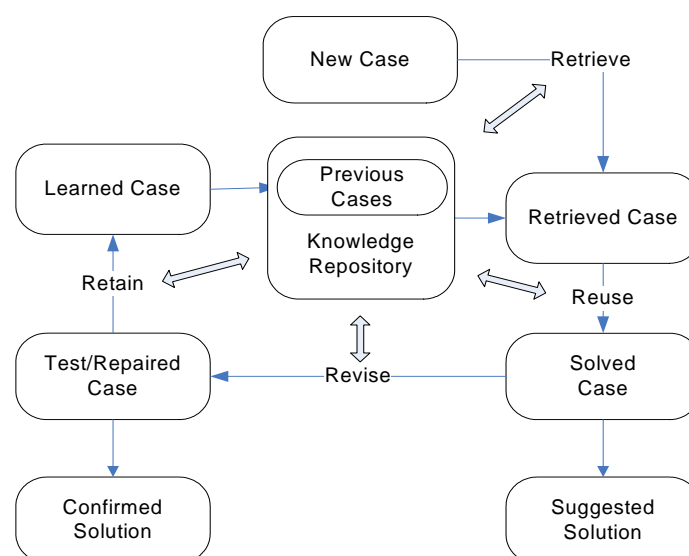 New Case
Retrieve
Learned Case
Previous
Cases
Retrieved Case
Knowledge
Repository
Retain
Reuse
Test/Repaired
Case
Revise
Solved
Case
Confirmed
Solution
Suggested
Solution